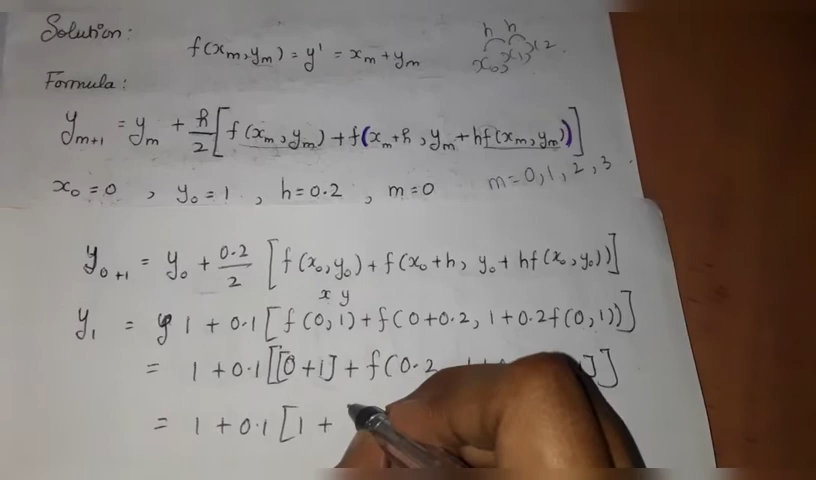 Solution:
f(xₘ,yₘ) = y' = xₘ + yₘ
h h
x₀, x₁, x2.
Formula:
yₘ₊₁ = yₘ + h/2 [f(xₘ,yₘ) + f(xₘ+h, yₘ+hf(xₘ,yₘ))]
x₀ = 0 , y₀ = 1 , h = 0.2 , m = 0
m = 0, 1, 2, 3
y₀₊₁ = y₀ + 0.2/2 [f(x₀,y₀) + f(x₀+h, y₀+hf(x₀,y₀))]
x y
y₁ = 1 + 0.1[f(0,1) + f(0+0.2, 1+0.2f(0,1))]
= 1 + 0.1[[0+1] + f(0.2 ]]
= 1 + 0.1[1 +